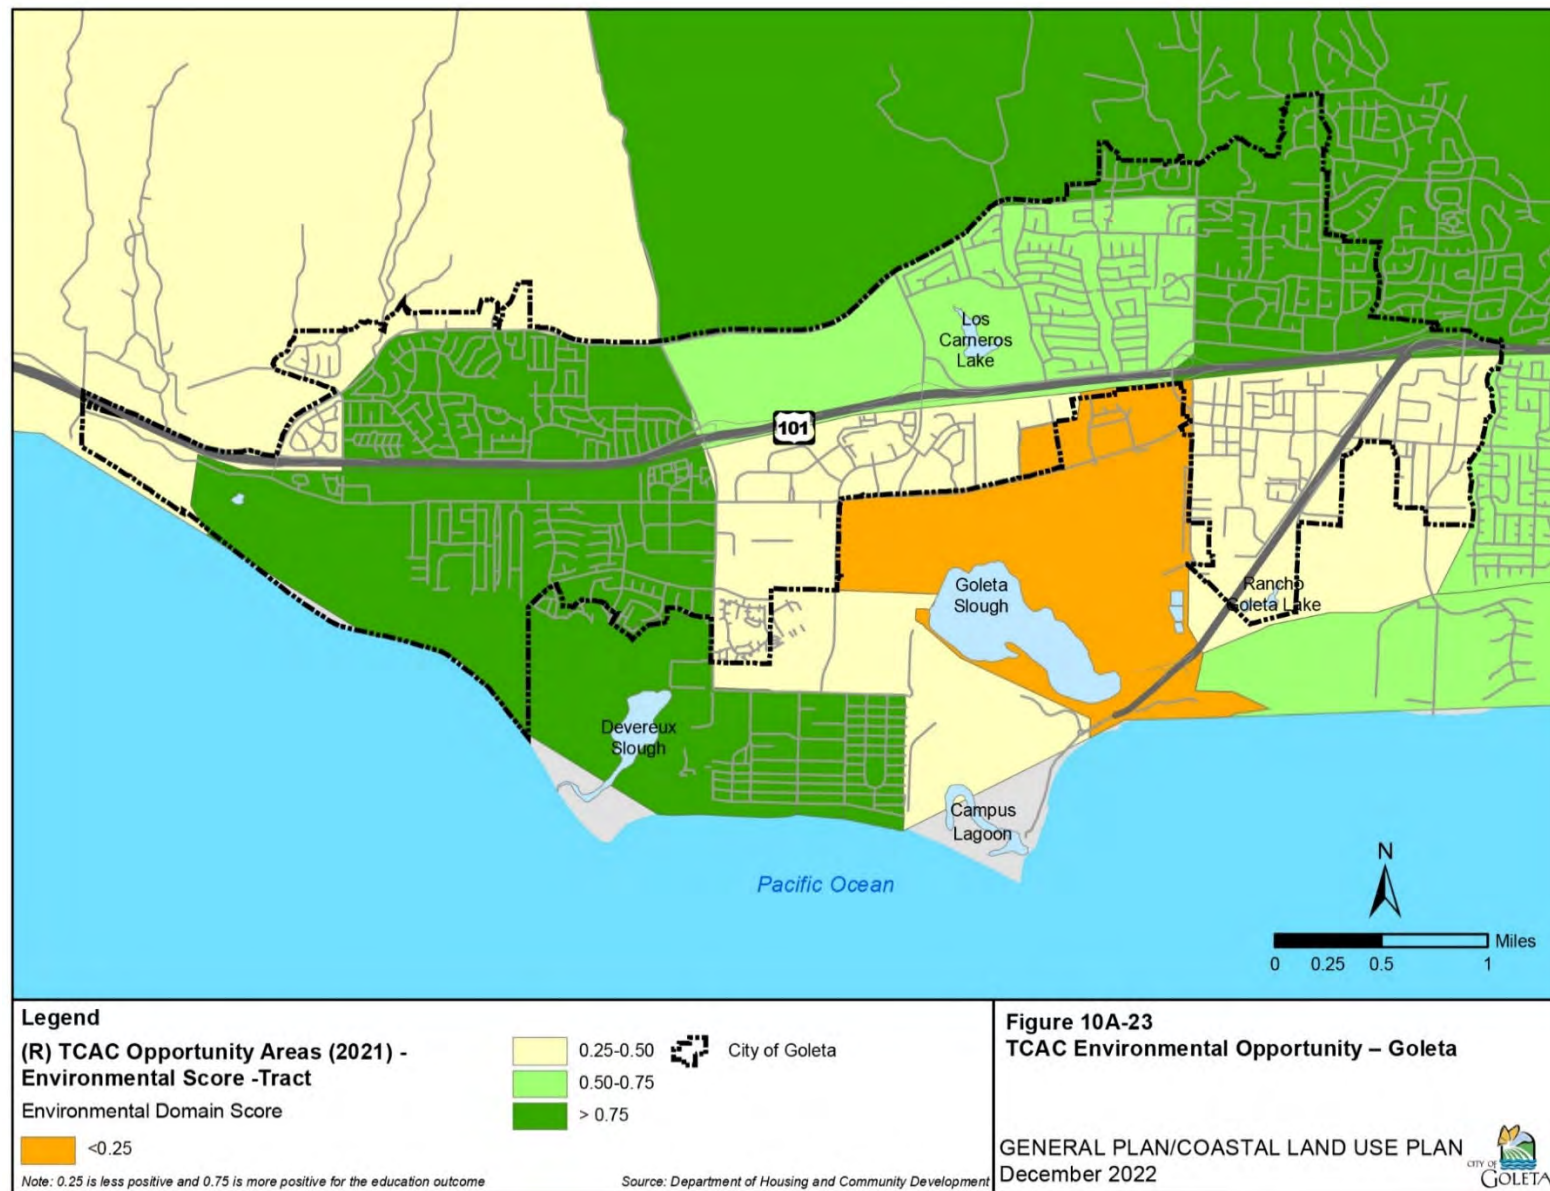 Los
Carneros
Lake
101
Goleta
Slough
Rancho
Goleta Lake
Devereux
Slough
Campus
Lagoon
Pacific Ocean
N
Miles
0 0.25 0.5 1
Legend
(R) TCAC Opportunity Areas (2021) -
Environmental Score -Tract
Environmental Domain Score
<0.25
0.25-0.50
0.50-0.75
> 0.75
City of Goleta
Note: 0.25 is less positive and 0.75 is more positive for the education outcome
Source: Department of Housing and Community Development
Figure 10A-23
TCAC Environmental Opportunity – Goleta
GENERAL PLAN/COASTAL LAND USE PLAN
December 2022
CITY OF
GOLETA